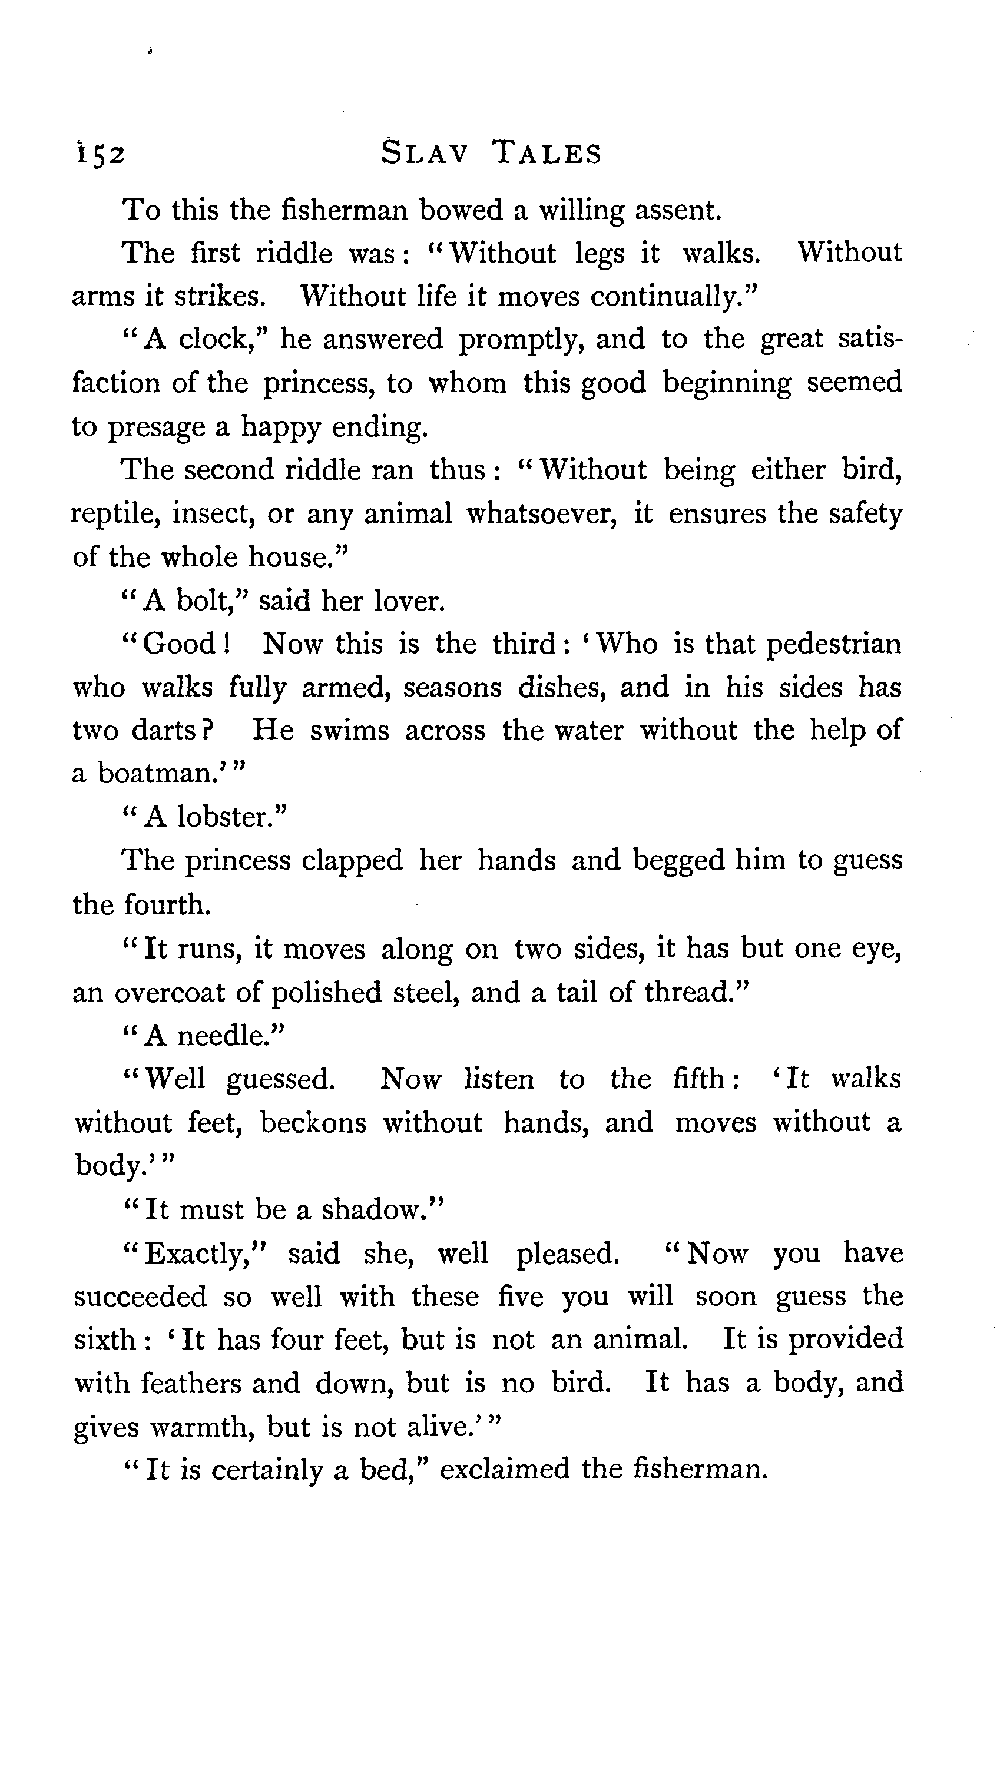 152 SLAV TALES
To this the fisherman bowed a willing assent.
The first riddle was: "Without legs it walks. Without
arms it strikes. Without life it moves continually."
"A clock," he answered promptly, and to the great satis-
faction of the princess, to whom this good beginning seemed
to presage a happy ending.
The second riddle ran thus: "Without being either bird,
reptile, insect, or any animal whatsoever, it ensures the safety
of the whole house."
"A bolt," said her lover.
"Good! Now this is the third: 'Who is that pedestrian
who walks fully armed, seasons dishes, and in his sides has
two darts? He swims across the water without the help of
a boatman.'"
"A lobster."
The princess clapped her hands and begged him to guess
the fourth.
"It runs, it moves along on two sides, it has but one eye,
an overcoat of polished steel, and a tail of thread."
"A needle."
"Well guessed. Now listen to the fifth: 'It walks
without feet, beckons without hands, and moves without a
body.'"
"It must be a shadow."
"Exactly," said she, well pleased. "Now you have
succeeded so well with these five you will soon guess the
sixth: 'It has four feet, but is not an animal. It is provided
with feathers and down, but is no bird. It has a body, and
gives warmth, but is not alive.'"
"It is certainly a bed," exclaimed the fisherman.